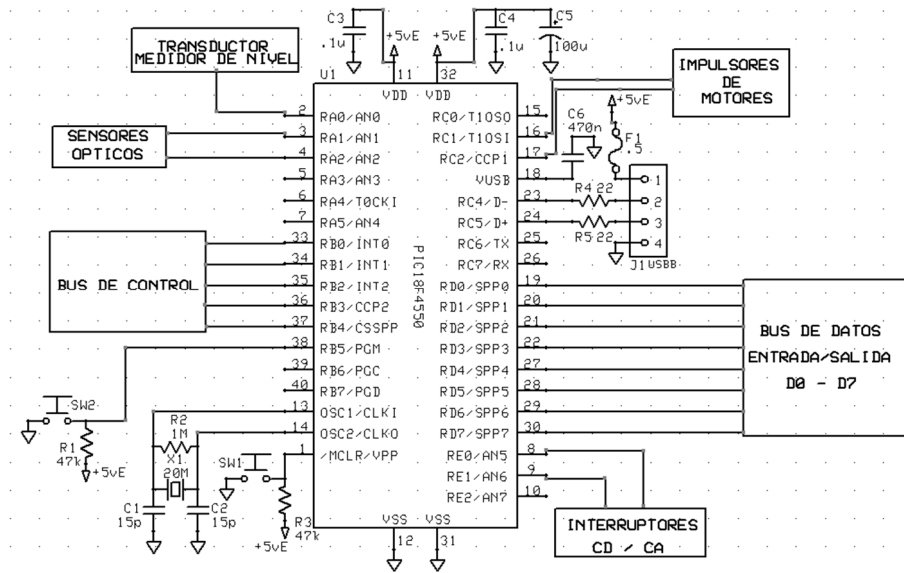 TRANSDUCTOR
MEDIDOR DE NIVEL
SENSORES
OPTICOS
BUS DE CONTROL
SW2
R1
47k
+5vE
R2
1M
X1
20M
C1
15p
C2
15p
SW1
R3
47k
+5vE
C3
.1u
+5vE
+5vE
C4
.1u
C5
100u
U1
11
32
VDD
VDD
2 RA0/AN0
3 RA1/AN1
4 RA2/AN2
5 RA3/AN3
6 RA4/T0CKI
7 RA5/AN4
33 RB0/INT0
34 RB1/INT1
35 RB2/INT2
36 RB3/CCP2
37 RB4/CSSPP
38 RB5/PGM
39 RB6/PGC
40 RB7/PGD
13 OSC1/CLKI
14 OSC2/CLKO
1 /MCLR/VPP
PIC18F4550
RC0/T1OSO 15
RC1/T1OSI 16
RC2/CCP1 17
VUSB 18
RC4/D- 23
RC5/D+ 24
RC6/TX 25
RC7/RX 26
RD0/SPP0 19
RD1/SPP1 20
RD2/SPP2 21
RD3/SPP3 22
RD4/SPP4 27
RD5/SPP5 28
RD6/SPP6 29
RD7/SPP7 30
RE0/AN5 8
RE1/AN6 9
RE2/AN7 10
VSS
VSS
12
31
IMPULSORES
DE
MOTORES
+5vE
C6
470n
F1
.5
R4 22
R5 22
1
2
3
4
J1 USBB
BUS DE DATOS
ENTRADA/SALIDA
D0 - D7
INTERRUPTORES
CD / CA